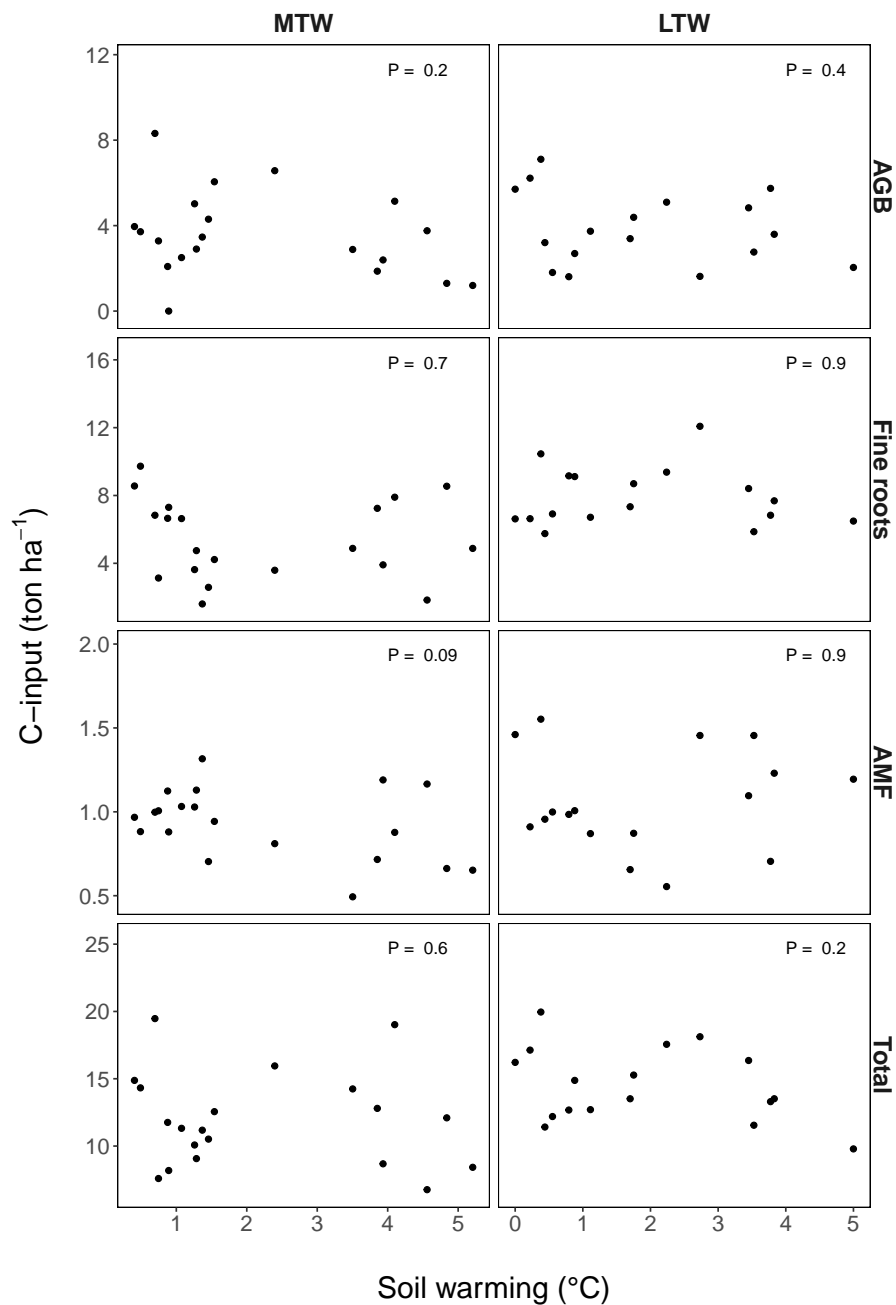 MTW
LTW
P = 0.2
P = 0.4
12
8
4
0
AGB
P = 0.7
P = 0.9
16
12
8
4
Fine roots
P = 0.09
P = 0.9
2.0
1.5
1.0
0.5
AMF
P = 0.6
P = 0.2
25
20
15
10
Total
C−input (ton ha⁻¹)
1 2 3 4 5
0 1 2 3 4 5
Soil warming (°C)